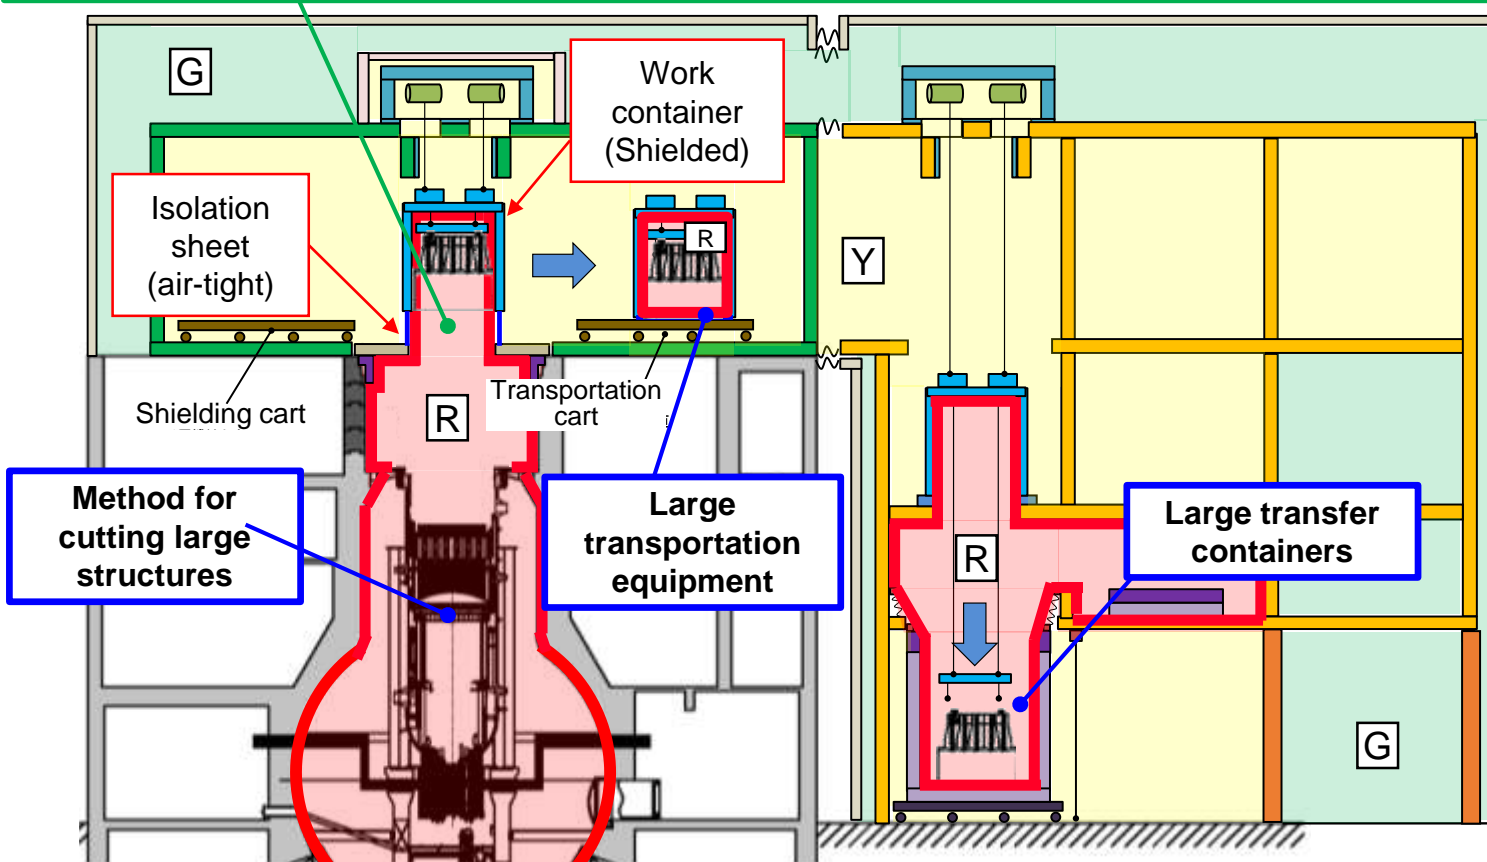 G
Work
container
(Shielded)
Isolation
sheet
(air-tight)
R
Y
Shielding cart
Transportation
cart
R
Method for
cutting large
structures
Large
transportation
equipment
Large transfer
containers
R
G